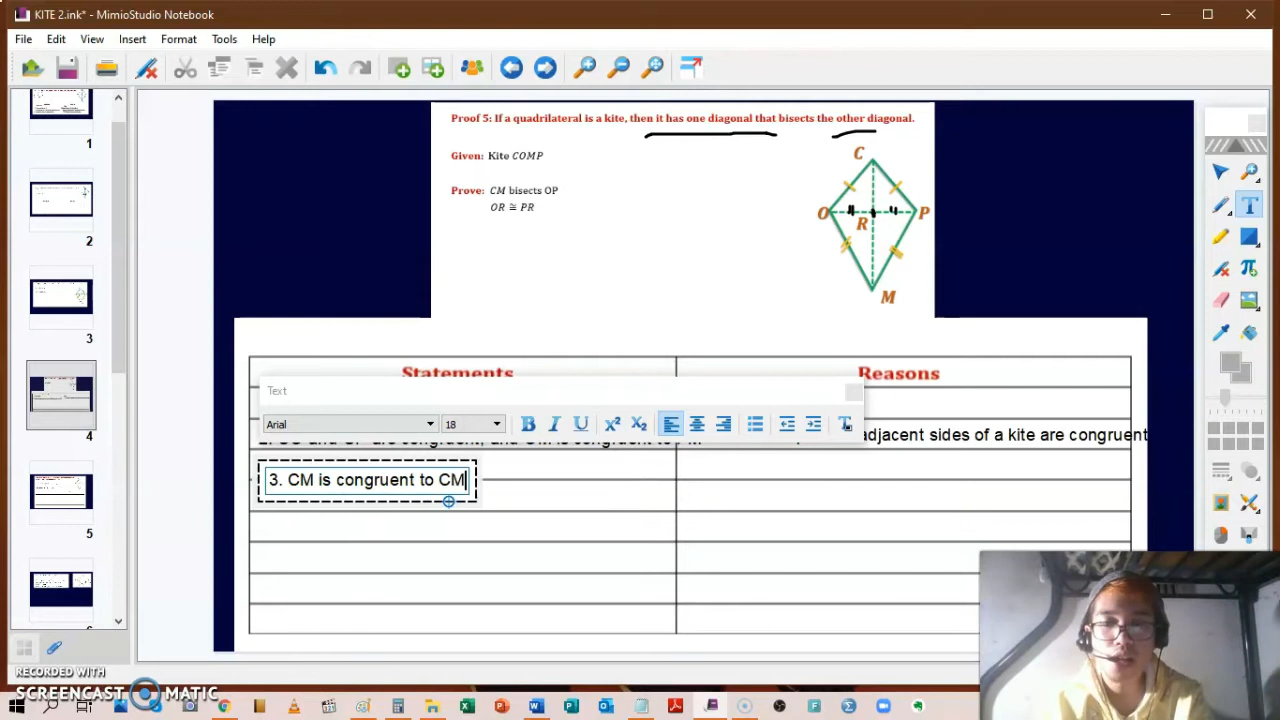 KITE 2.ink* - MimioStudio Notebook
File Edit View Insert Format Tools Help
Proof 5: If a quadrilateral is a kite, then it has one diagonal that bisects the other diagonal.
Given: Kite COMP
Prove: CM bisects OP
OR ≅ PR
C
O
P
R
M
1
2
3
4
5
Statements
Reasons
Text
Arial
18
adjacent sides of a kite are congruent
3. CM is congruent to CM
RECORDED WITH
SCREENCAST MATIC